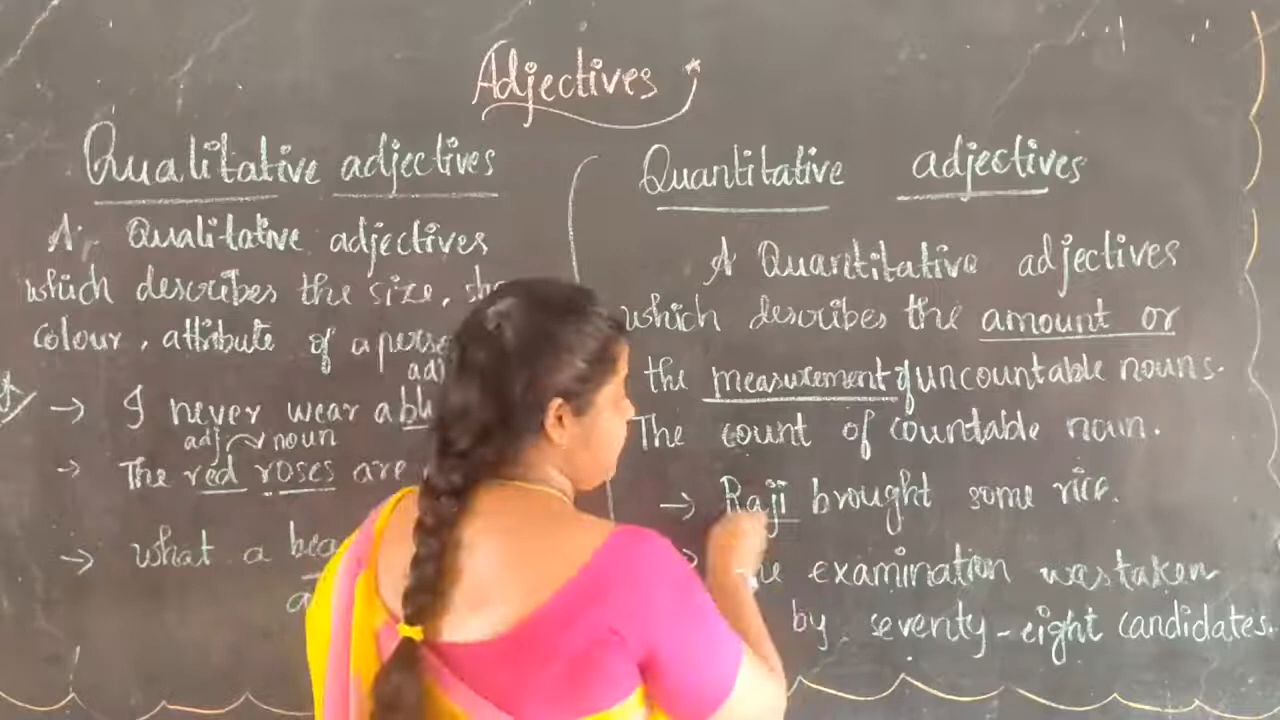 Adjectives
Qualitative adjectives
A Qualitative adjectives
which describes the size,
colour, attribute of a
adj
→ I never wear a
adj noun
→ The red roses are
→ what a
Quantitative adjectives
A Quantitative adjectives
which describes the amount or
the measurement of uncountable nouns.
The count of countable noun.
→ Raji brought some rice.
examination was taken
by seventy-eight candidates.